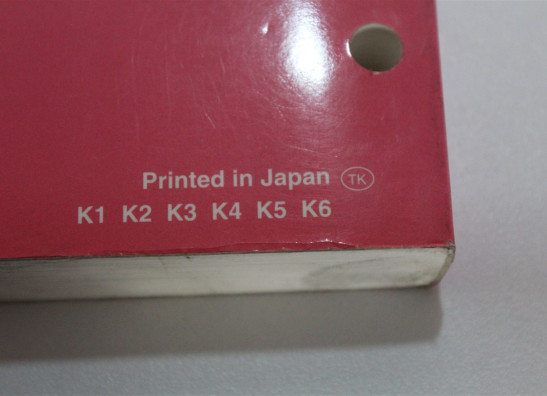 Printed in Japan TK
K1 K2 K3 K4 K5 K6